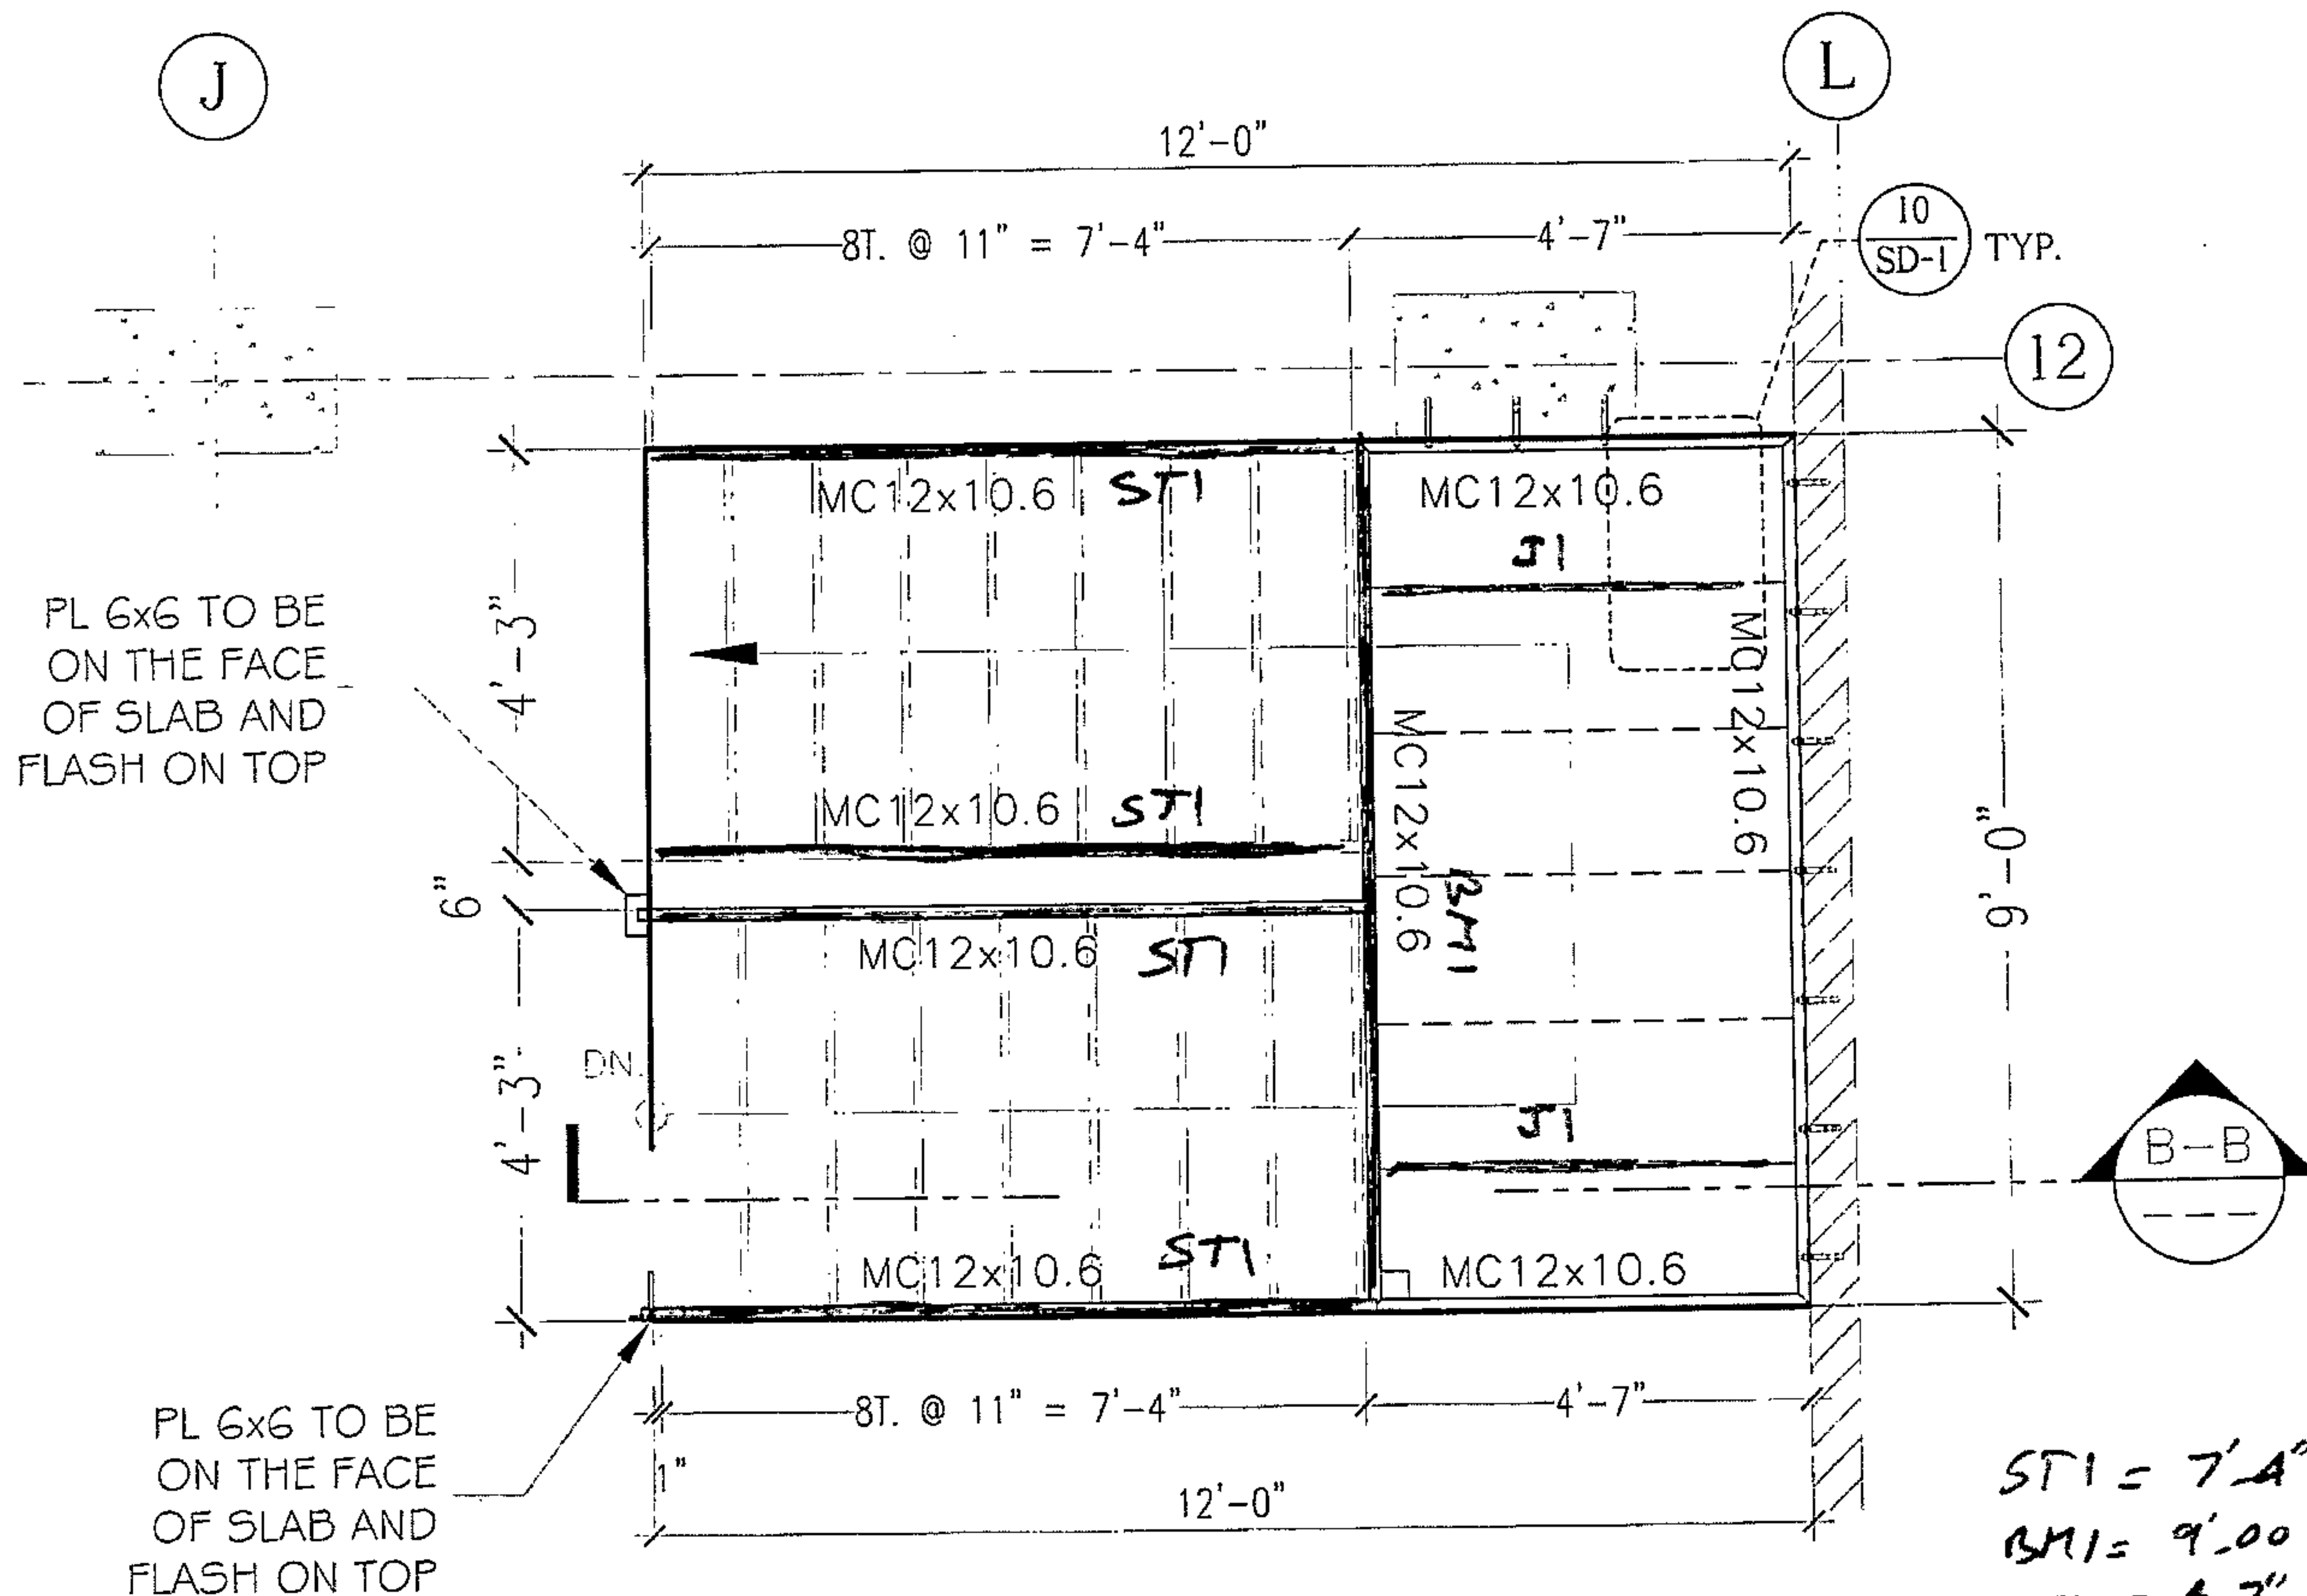 J
L
12'-0"
8T. @ 11" = 7'-4"
4'-7"
10
SD-1
TYP.
12
MC12x10.6
ST1
MC12x10.6
J1
PL 6x6 TO BE
ON THE FACE
OF SLAB AND
FLASH ON TOP
4'-3"
MC12x10.6
MC12x10.6
ST1
MC12x10.6
BM1
9'-0"
6"
MC12x10.6
ST1
DN.
4'-3"
J1
B-B
MC12x10.6
ST1
MC12x10.6
8T. @ 11" = 7'-4"
4'-7"
PL 6x6 TO BE
ON THE FACE
OF SLAB AND
FLASH ON TOP
1"
12'-0"
ST1 = 7'-4"
BM1 = 9'-00